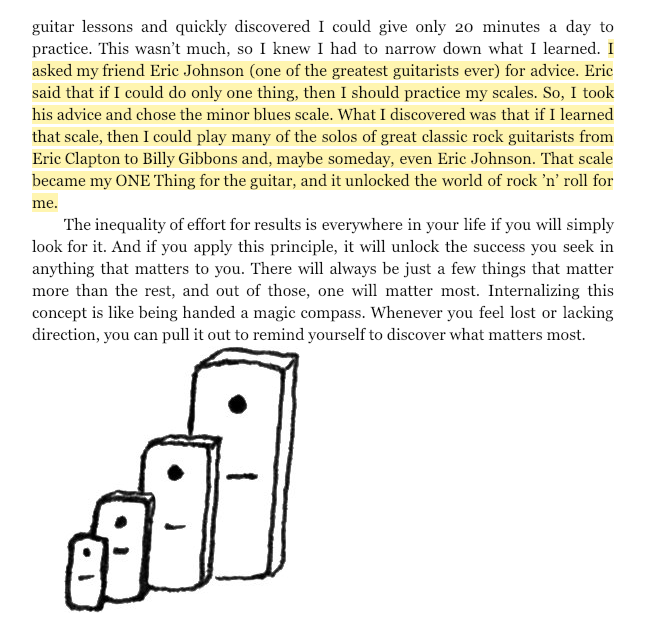 guitar lessons and quickly discovered I could give only 20 minutes a day to
practice. This wasn’t much, so I knew I had to narrow down what I learned. I
asked my friend Eric Johnson (one of the greatest guitarists ever) for advice. Eric
said that if I could do only one thing, then I should practice my scales. So, I took
his advice and chose the minor blues scale. What I discovered was that if I learned
that scale, then I could play many of the solos of great classic rock guitarists from
Eric Clapton to Billy Gibbons and, maybe someday, even Eric Johnson. That scale
became my ONE Thing for the guitar, and it unlocked the world of rock ’n’ roll for
me.
The inequality of effort for results is everywhere in your life if you will simply
look for it. And if you apply this principle, it will unlock the success you seek in
anything that matters to you. There will always be just a few things that matter
more than the rest, and out of those, one will matter most. Internalizing this
concept is like being handed a magic compass. Whenever you feel lost or lacking
direction, you can pull it out to remind yourself to discover what matters most.